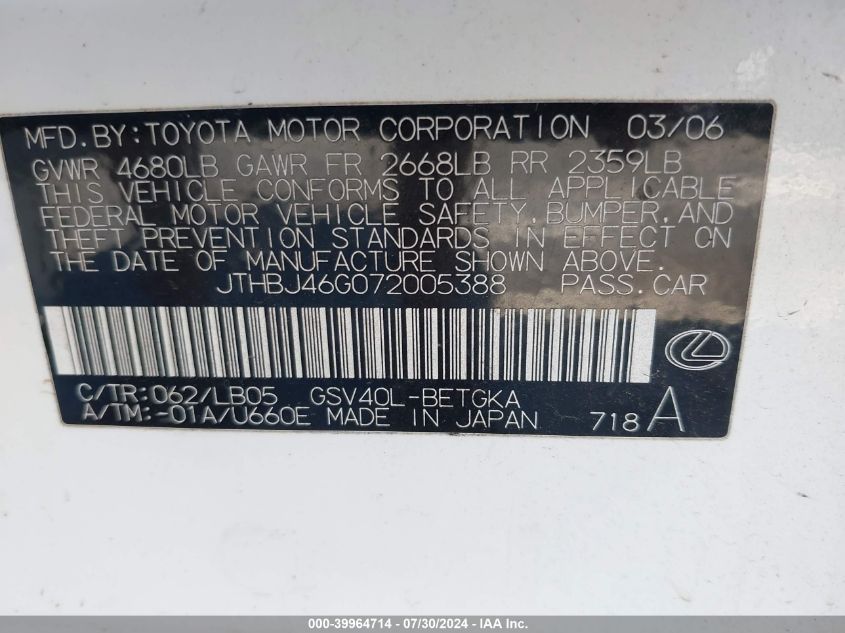 MFD. BY: TOYOTA MOTOR CORPORATION 03/06
GVWR 4680LB GAWR FR 2668LB RR 2359LB
THIS VEHICLE CONFORMS TO ALL APPLICABLE
FEDERAL MOTOR VEHICLE SAFETY, BUMPER, AND
THEFT PREVENTION STANDARDS IN EFFECT ON
THE DATE OF MANUFACTURE SHOWN ABOVE.
JTHBJ46G072005388 PASS. CAR
C/TR: 062/LB05 GSV40L-BETGKA
A/TM: -01A/U660E MADE IN JAPAN 718 A
000-39964714 - 07/30/2024 - IAA Inc.